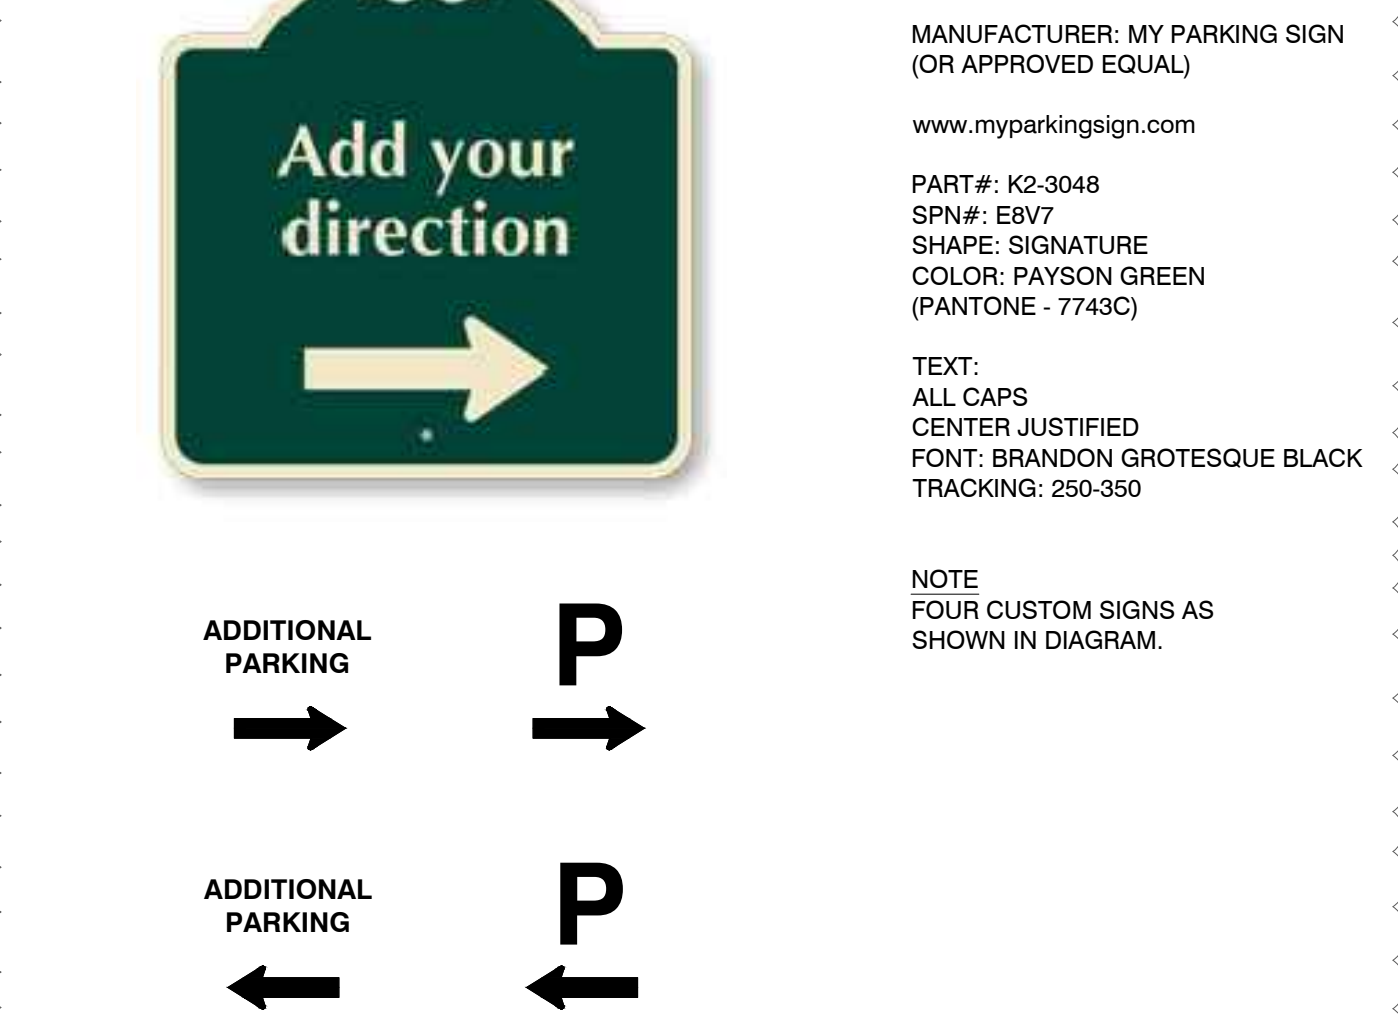 Add your
direction
MANUFACTURER: MY PARKING SIGN
(OR APPROVED EQUAL)
www.myparkingsign.com
PART#: K2-3048
SPN#: E8V7
SHAPE: SIGNATURE
COLOR: PAYSON GREEN
(PANTONE - 7743C)
TEXT:
ALL CAPS
CENTER JUSTIFIED
FONT: BRANDON GROTESQUE BLACK
TRACKING: 250-350
NOTE
FOUR CUSTOM SIGNS AS
SHOWN IN DIAGRAM.
ADDITIONAL
PARKING
P
ADDITIONAL
PARKING
P